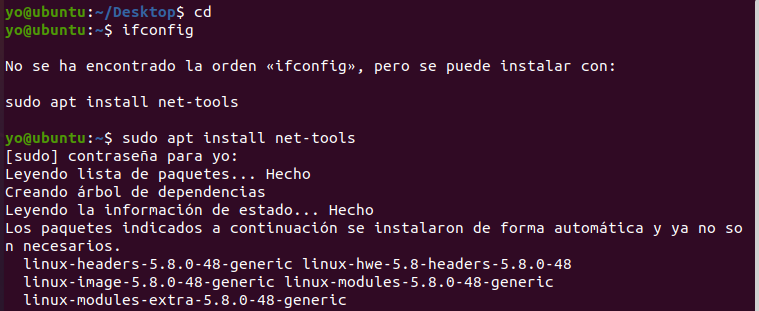 yo@ubuntu:~/Desktop$ cd
yo@ubuntu:~$ ifconfig
No se ha encontrado la orden «ifconfig», pero se puede instalar con:
sudo apt install net-tools
yo@ubuntu:~$ sudo apt install net-tools
[sudo] contraseña para yo:
Leyendo lista de paquetes... Hecho
Creando árbol de dependencias
Leyendo la información de estado... Hecho
Los paquetes indicados a continuación se instalaron de forma automática y ya no so
n necesarios.
  linux-headers-5.8.0-48-generic linux-hwe-5.8-headers-5.8.0-48
  linux-image-5.8.0-48-generic linux-modules-5.8.0-48-generic
  linux-modules-extra-5.8.0-48-generic